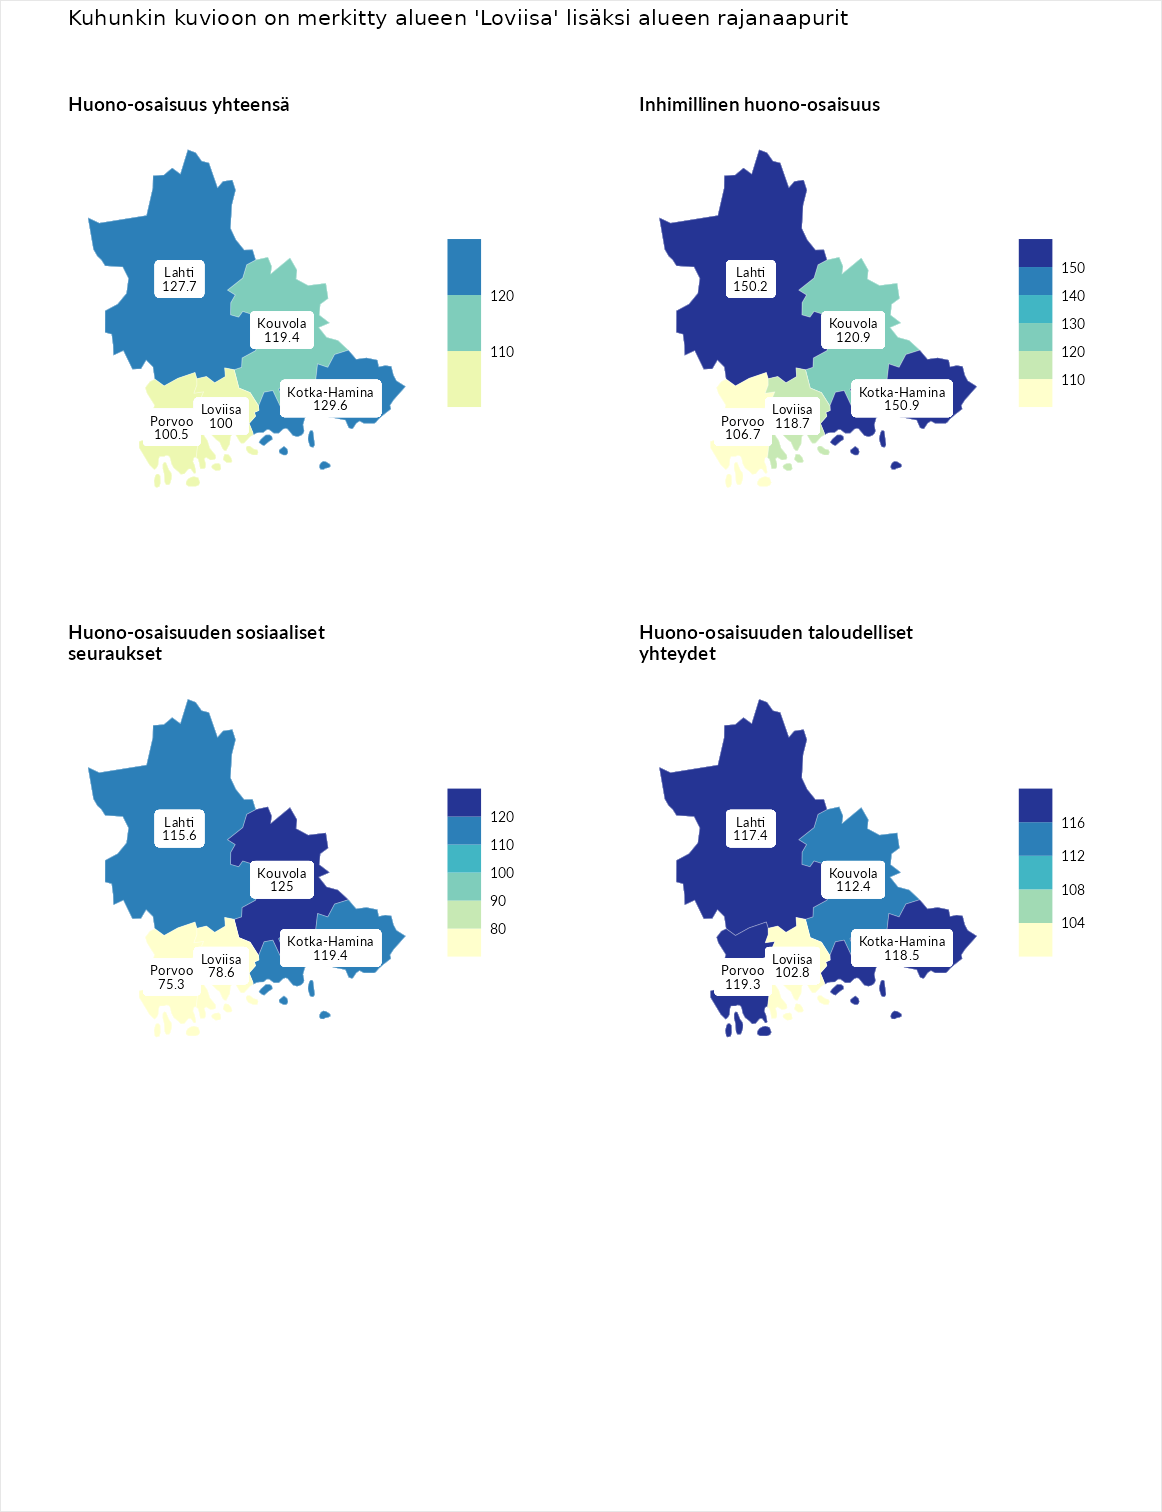 Kuhunkin kuvioon on merkitty alueen 'Loviisa' lisäksi alueen rajanaapurit
Huono-osaisuus yhteensä
Lahti
127.7
Kouvola
119.4
Kotka-Hamina
129.6
Loviisa
100
Porvoo
100.5
120
110
Inhimillinen huono-osaisuus
Lahti
150.2
Kouvola
120.9
Kotka-Hamina
150.9
Loviisa
118.7
Porvoo
106.7
150
140
130
120
110
Huono-osaisuuden sosiaaliset
seuraukset
Lahti
115.6
Kouvola
125
Kotka-Hamina
119.4
Loviisa
78.6
Porvoo
75.3
120
110
100
90
80
Huono-osaisuuden taloudelliset
yhteydet
Lahti
117.4
Kouvola
112.4
Kotka-Hamina
118.5
Loviisa
102.8
Porvoo
119.3
116
112
108
104